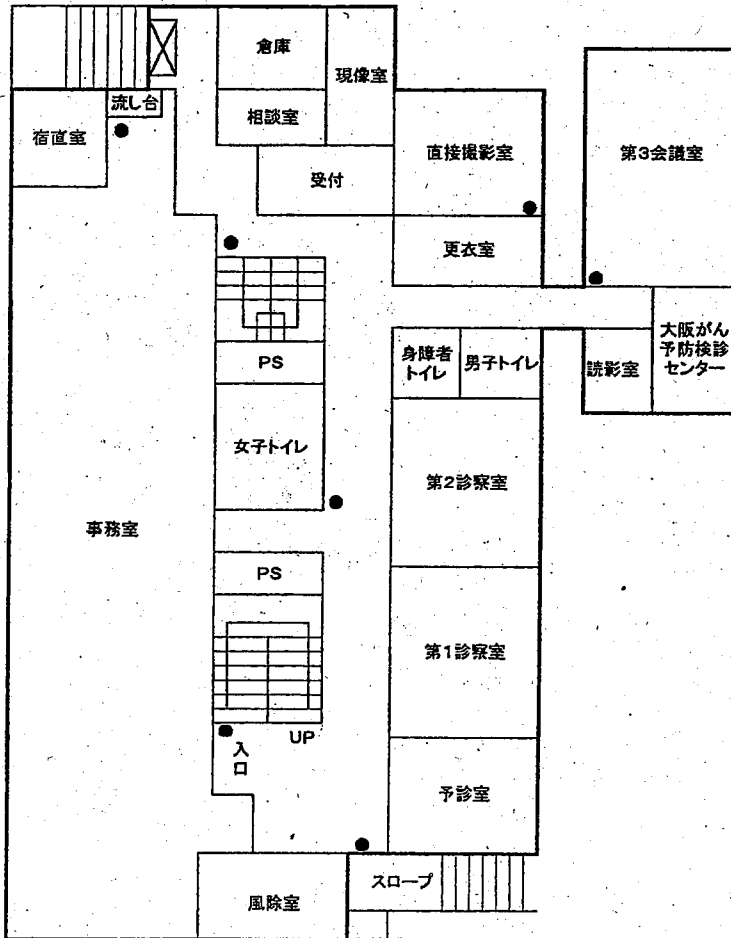 倉庫
現像室
流し台
相談室
宿直室
直接撮影室
第3会議室
受付
更衣室
大阪がん
予防検診
センター
身障者
トイレ
男子トイレ
読影室
PS
女子トイレ
第2診察室
事務室
PS
第1診察室
UP
入
口
予診室
スロープ
風除室